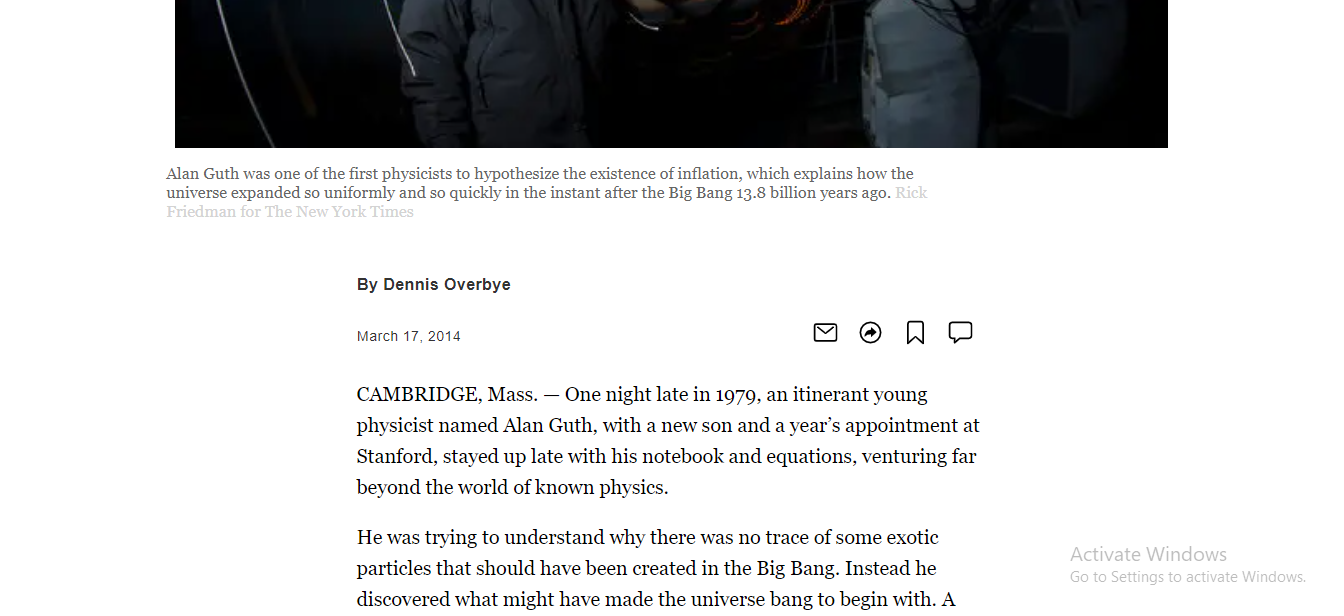 Alan Guth was one of the first physicists to hypothesize the existence of inflation, which explains how the
universe expanded so uniformly and so quickly in the instant after the Big Bang 13.8 billion years ago. Rick
Friedman for The New York Times
By Dennis Overbye
March 17, 2014
CAMBRIDGE, Mass. — One night late in 1979, an itinerant young
physicist named Alan Guth, with a new son and a year’s appointment at
Stanford, stayed up late with his notebook and equations, venturing far
beyond the world of known physics.
He was trying to understand why there was no trace of some exotic
particles that should have been created in the Big Bang. Instead he
discovered what might have made the universe bang to begin with. A
Activate Windows
Go to Settings to activate Windows.